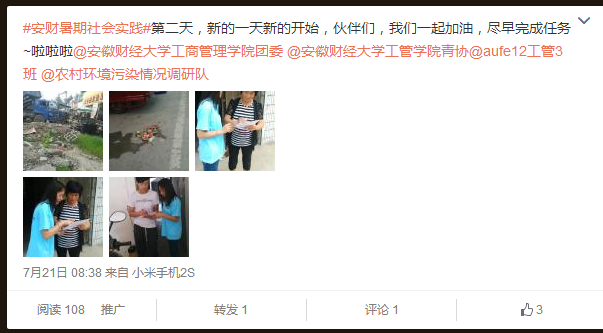 #安财暑期社会实践#第二天，新的一天新的开始，伙伴们，我们一起加油，尽早完成任务
~啦啦啦@安徽财经大学工商管理学院团委 @安徽财经大学工管学院青协@aufe12工管3
班 @农村环境污染情况调研队
7月21日 08:38 来自 小米手机2S
阅读 108 推广 转发 1 评论 1 3